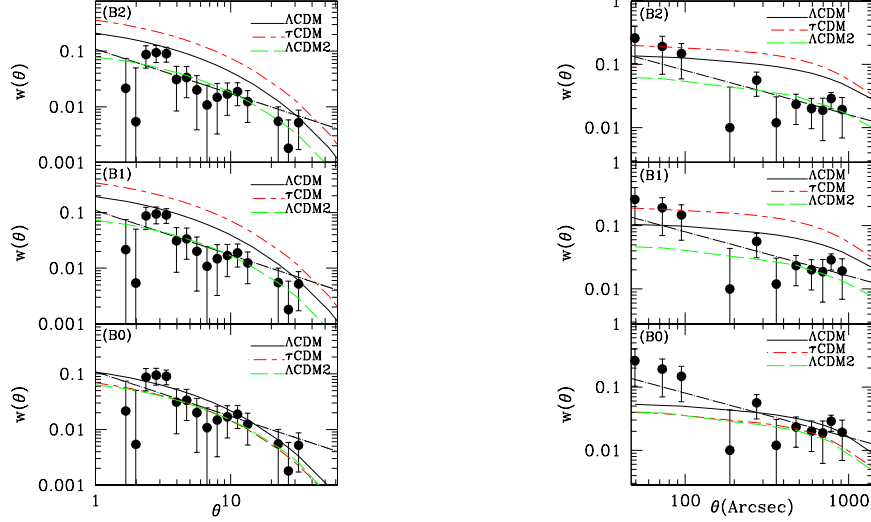 (B2)
ΛCDM
τCDM
ΛCDM2
w(θ)
0.1
0.01
0.001
(B1)
ΛCDM
τCDM
ΛCDM2
w(θ)
0.1
0.01
0.001
(B0)
ΛCDM
τCDM
ΛCDM2
w(θ)
0.1
0.01
0.001
1
10
θ
1
(B2)
ΛCDM
τCDM
ΛCDM2
w(θ)
0.1
0.01
1
(B1)
ΛCDM
τCDM
ΛCDM2
w(θ)
0.1
0.01
1
(B0)
ΛCDM
τCDM
ΛCDM2
w(θ)
0.1
0.01
100
1000
θ(Arcsec)